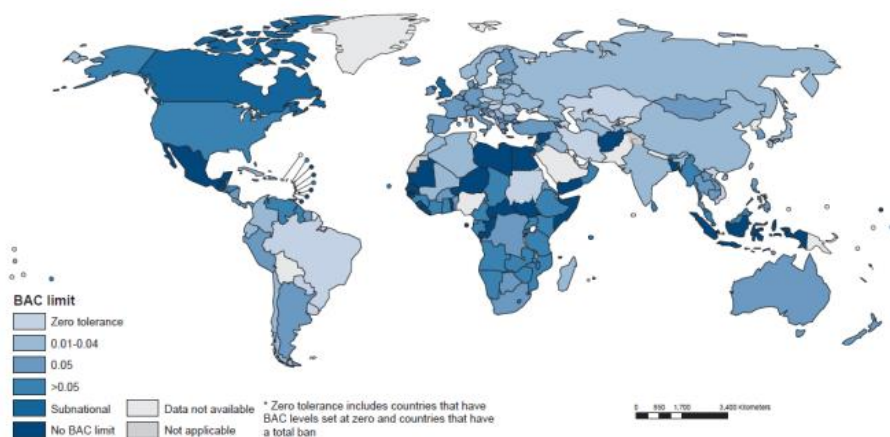 BAC limit
Zero tolerance
0.01-0.04
0.05
>0.05
Subnational
No BAC limit
Data not available
Not applicable
* Zero tolerance includes countries that have
BAC levels set at zero and countries that have
a total ban
0 850 1,700 3,400 Kilometers